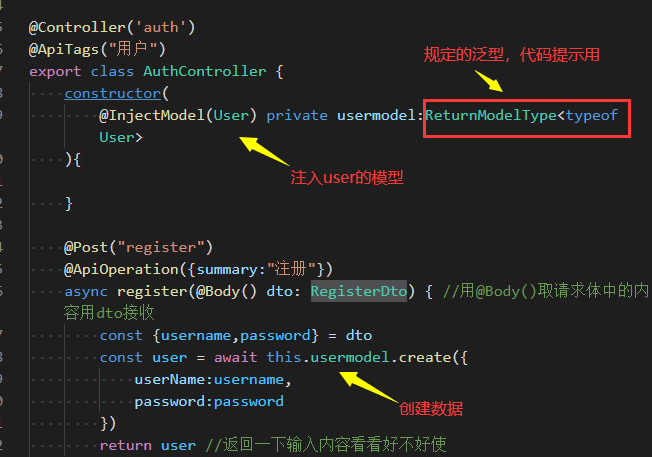 @Controller('auth')
@ApiTags("用户")
export class AuthController {
规定的泛型，代码提示用
constructor(
@InjectModel(User) private usermodel:ReturnModelType<typeof
User>
){
注入user的模型
}
@Post("register")
@ApiOperation({summary:"注册"})
async register(@Body() dto: RegisterDto) { //用@Body()取请求体中的内
容用dto接收
const {username,password} = dto
const user = await this.usermodel.create({
userName:username,
password:password
创建数据
})
return user //返回一下输入内容看看好不好使